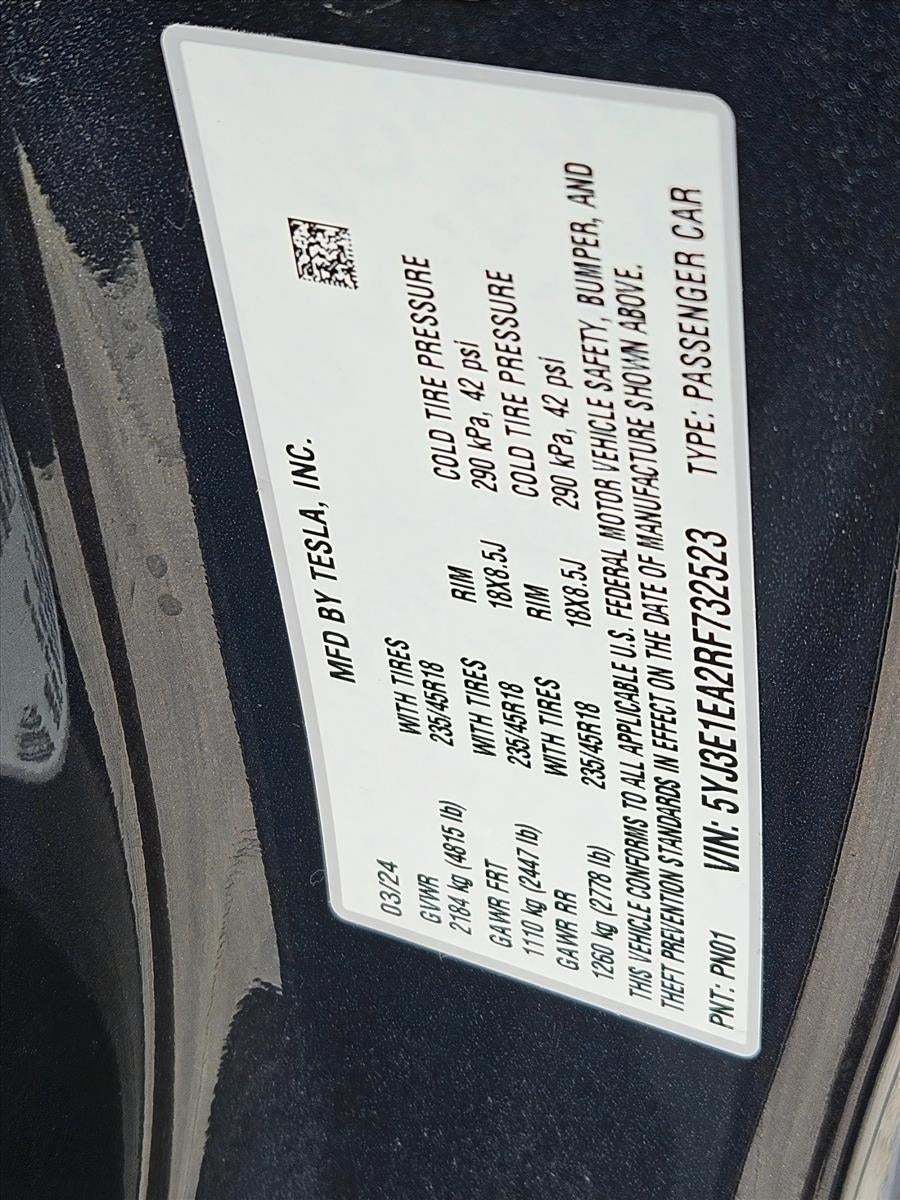 MFD BY TESLA, INC.
03/24
GVWR WITH TIRES RIM COLD TIRE PRESSURE
2184 kg (4815 lb) 235/45R18 18X8.5J 290 kPa, 42 psi
GAWR FRT WITH TIRES RIM COLD TIRE PRESSURE
1110 kg (2447 lb) 235/45R18 18X8.5J 290 kPa, 42 psi
GAWR RR WITH TIRES
1260 kg (2778 lb) 235/45R18
THIS VEHICLE CONFORMS TO ALL APPLICABLE U.S. FEDERAL MOTOR VEHICLE SAFETY, BUMPER, AND
THEFT PREVENTION STANDARDS IN EFFECT ON THE DATE OF MANUFACTURE SHOWN ABOVE.
PNT: PN01 VIN: 5YJ3E1EA2RF732523 TYPE: PASSENGER CAR